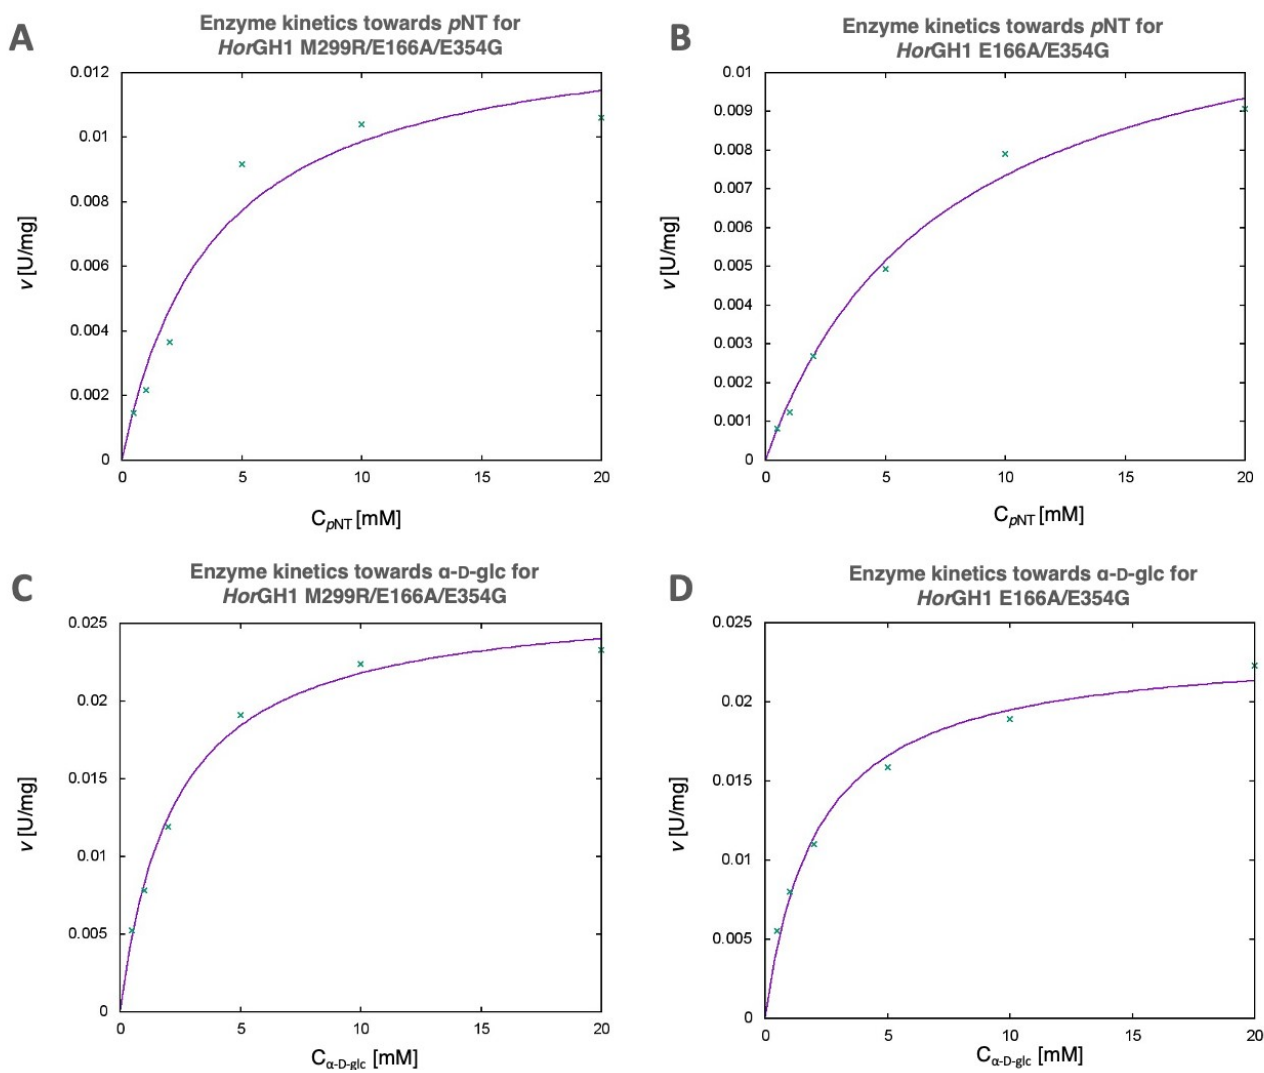 A
Enzyme kinetics towards pNT for
HorGH1 M299R/E166A/E354G
0.012
0.01
0.008
0.006
0.004
0.002
0
0 5 10 15 20
v [U/mg]
CpNT [mM]
B
Enzyme kinetics towards pNT for
HorGH1 E166A/E354G
0.01
0.009
0.008
0.007
0.006
0.005
0.004
0.003
0.002
0.001
0
0 5 10 15 20
v [U/mg]
CpNT [mM]
C
Enzyme kinetics towards α-D-glc for
HorGH1 M299R/E166A/E354G
0.025
0.02
0.015
0.01
0.005
0
0 5 10 15 20
v [U/mg]
Cα-D-glc [mM]
D
Enzyme kinetics towards α-D-glc for
HorGH1 E166A/E354G
0.025
0.02
0.015
0.01
0.005
0
0 5 10 15 20
v [U/mg]
Cα-D-glc [mM]